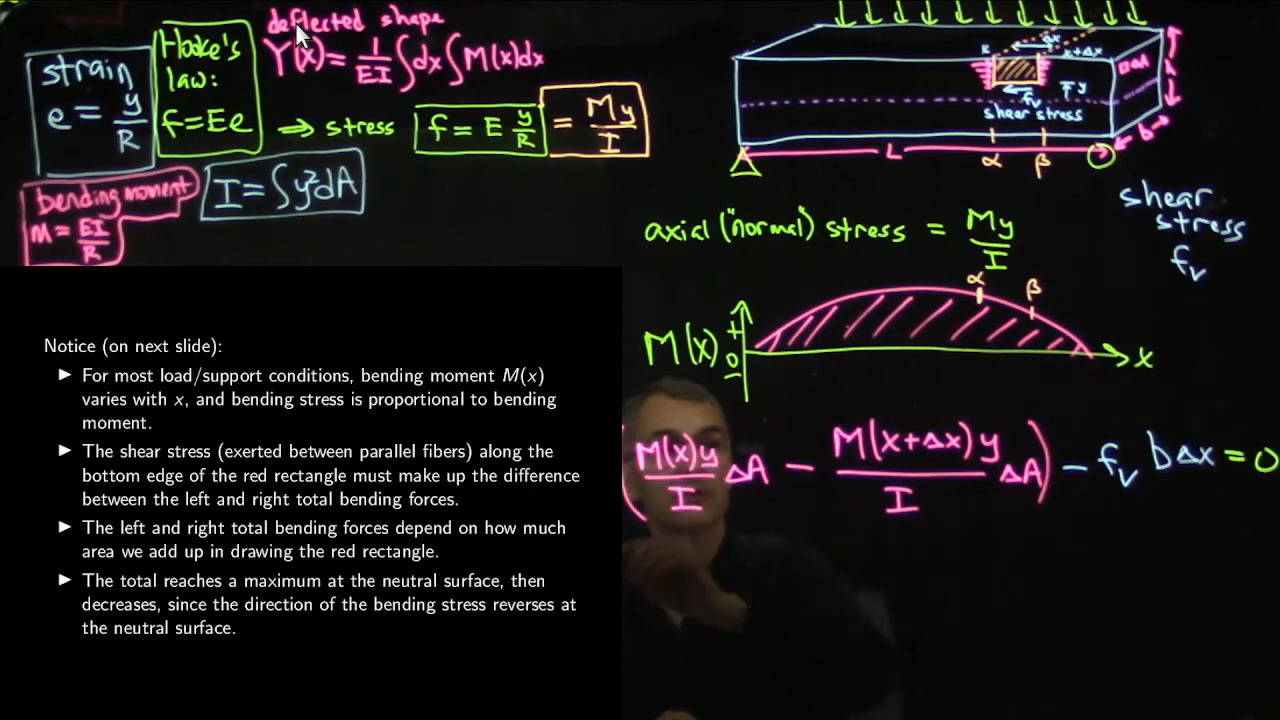 deflected shape
Y(x) = 1/EI ∫dx ∫M(x)dx
strain
e = y/R
Hooke's
law:
f = Ee
⇒ stress
f = E y/R
= My/I
bending moment
M = EI/R
I = ∫y²dA
Notice (on next slide):
▶ For most load/support conditions, bending moment M(x)
varies with x, and bending stress is proportional to bending
moment.
▶ The shear stress (exerted between parallel fibers) along the
bottom edge of the red rectangle must make up the difference
between the left and right total bending forces.
▶ The left and right total bending forces depend on how much
area we add up in drawing the red rectangle.
▶ The total reaches a maximum at the neutral surface, then
decreases, since the direction of the bending stress reverses at
the neutral surface.
x
Δx
x+Δx
ΔA
h
y
fᵥ
shear stress
b
L
α
β
shear
stress
fᵥ
axial ("normal") stress = My/I
α
β
M(x)
+
0
−
x
(M(x)y/I ΔA − M(x+Δx)y/I ΔA) − fᵥ bΔx = 0